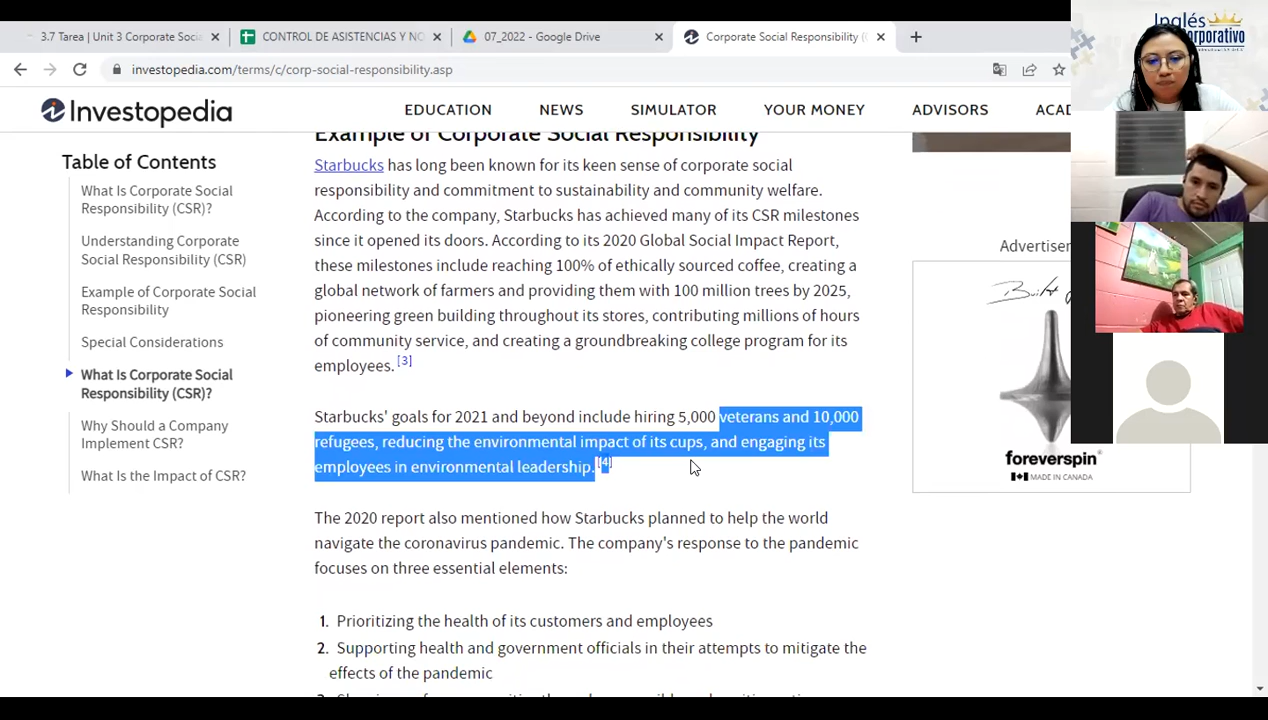 3.7 Tarea | Unit 3 Corporate Socia
CONTROL DE ASISTENCIAS Y NO
07_2022 - Google Drive
Corporate Social Responsibility (
Inglés
Corporativo
investopedia.com/terms/c/corp-social-responsibility.asp
Investopedia
EDUCATION
NEWS
SIMULATOR
YOUR MONEY
ADVISORS
ACAD
Table of Contents
What Is Corporate Social
Responsibility (CSR)?
Understanding Corporate
Social Responsibility (CSR)
Example of Corporate Social
Responsibility
Special Considerations
What Is Corporate Social
Responsibility (CSR)?
Why Should a Company
Implement CSR?
What Is the Impact of CSR?
Example of Corporate Social Responsibility
Starbucks has long been known for its keen sense of corporate social
responsibility and commitment to sustainability and community welfare.
According to the company, Starbucks has achieved many of its CSR milestones
since it opened its doors. According to its 2020 Global Social Impact Report,
these milestones include reaching 100% of ethically sourced coffee, creating a
global network of farmers and providing them with 100 million trees by 2025,
pioneering green building throughout its stores, contributing millions of hours
of community service, and creating a groundbreaking college program for its
employees. [3]
Starbucks' goals for 2021 and beyond include hiring 5,000 veterans and 10,000
refugees, reducing the environmental impact of its cups, and engaging its
employees in environmental leadership. [4]
The 2020 report also mentioned how Starbucks planned to help the world
navigate the coronavirus pandemic. The company's response to the pandemic
focuses on three essential elements:
1. Prioritizing the health of its customers and employees
2. Supporting health and government officials in their attempts to mitigate the
effects of the pandemic
Advertisem
Built
foreverspin
MADE IN CANADA